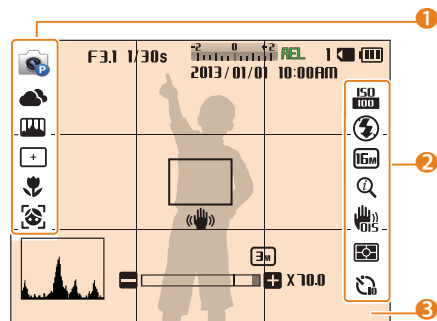 1
F3.1 1/30s -2 0 +2 AEL 1
2013/01/01 10:00AM
P
ISO
100
16M
2
i
OIS
3M
X 70.0
10
3